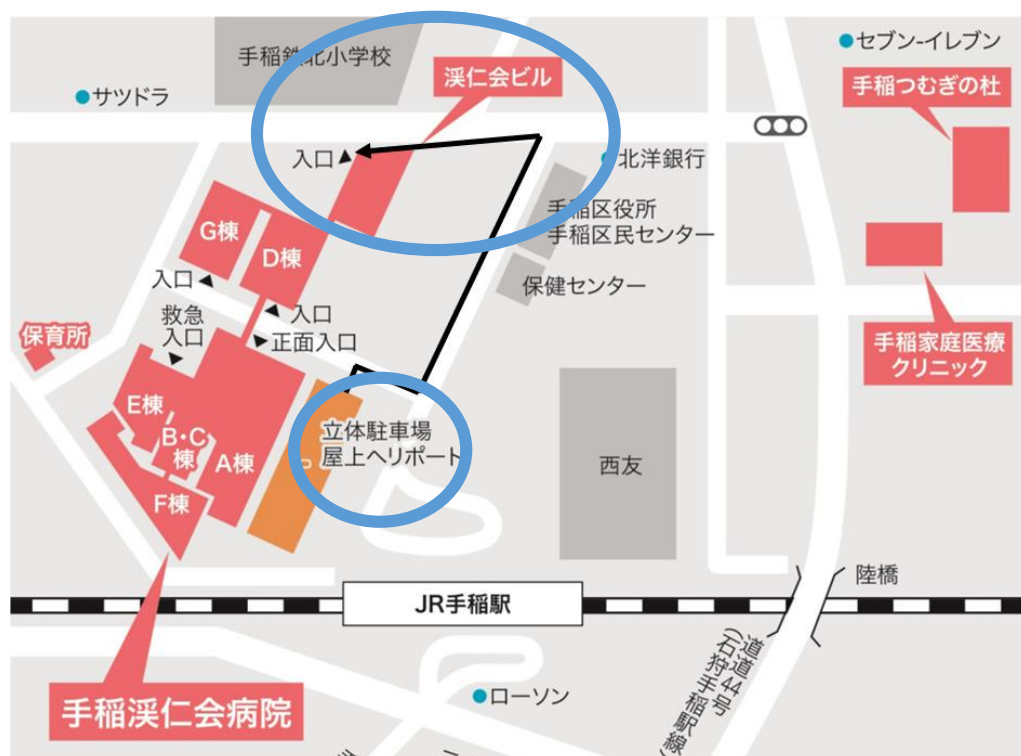 手稲鉄北小学校
セブン-イレブン
サツドラ
渓仁会ビル
手稲つむぎの杜
入口
北洋銀行
手稲区役所
手稲区民センター
G棟
D棟
保健センター
入口
救急
入口
入口
正面入口
保育所
手稲家庭医療
クリニック
E棟
B・C
棟
A棟
F棟
立体駐車場
屋上ヘリポート
西友
JR手稲駅
陸橋
道道44号
(石狩手稲駅線)
ローソン
手稲渓仁会病院